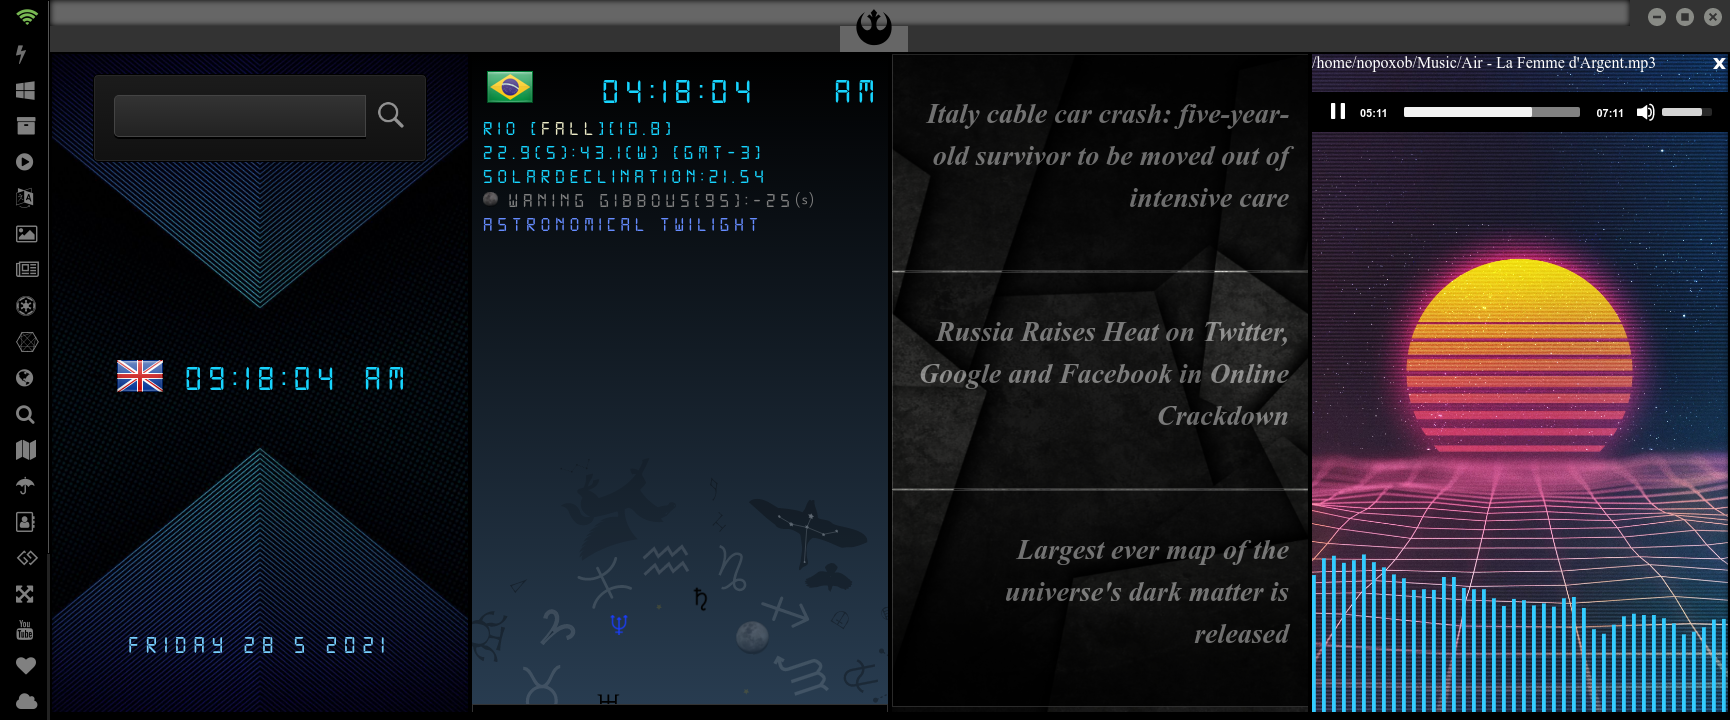 09:18:04 AM
FRIDAY 28 5 2021
04:18:04 AM
RIO [FALL][10.8]
22.9(S):43.1(W) [GMT-3]
SOLARDECLINATION:21.54
WANING GIBBOUS[95]:-25(s)
ASTRONOMICAL TWILIGHT
Italy cable car crash: five-year-
old survivor to be moved out of
intensive care
Russia Raises Heat on Twitter,
Google and Facebook in Online
Crackdown
Largest ever map of the
universe's dark matter is
released
/home/nopoxob/Music/Air - La Femme d'Argent.mp3 x
05:11 07:11
You
Tube